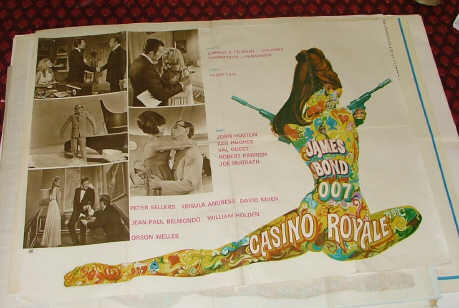 JOHN HUSTON
KEN HUGHES
VAL GUEST
ROBERT PARRISH
JOE McGRATH
JAMES
BOND
007
CASINO ROYALE
PETER SELLERS URSULA ANDRESS DAVID NIVEN
JEAN-PAUL BELMONDO WILLIAM HOLDEN
ORSON WELLES